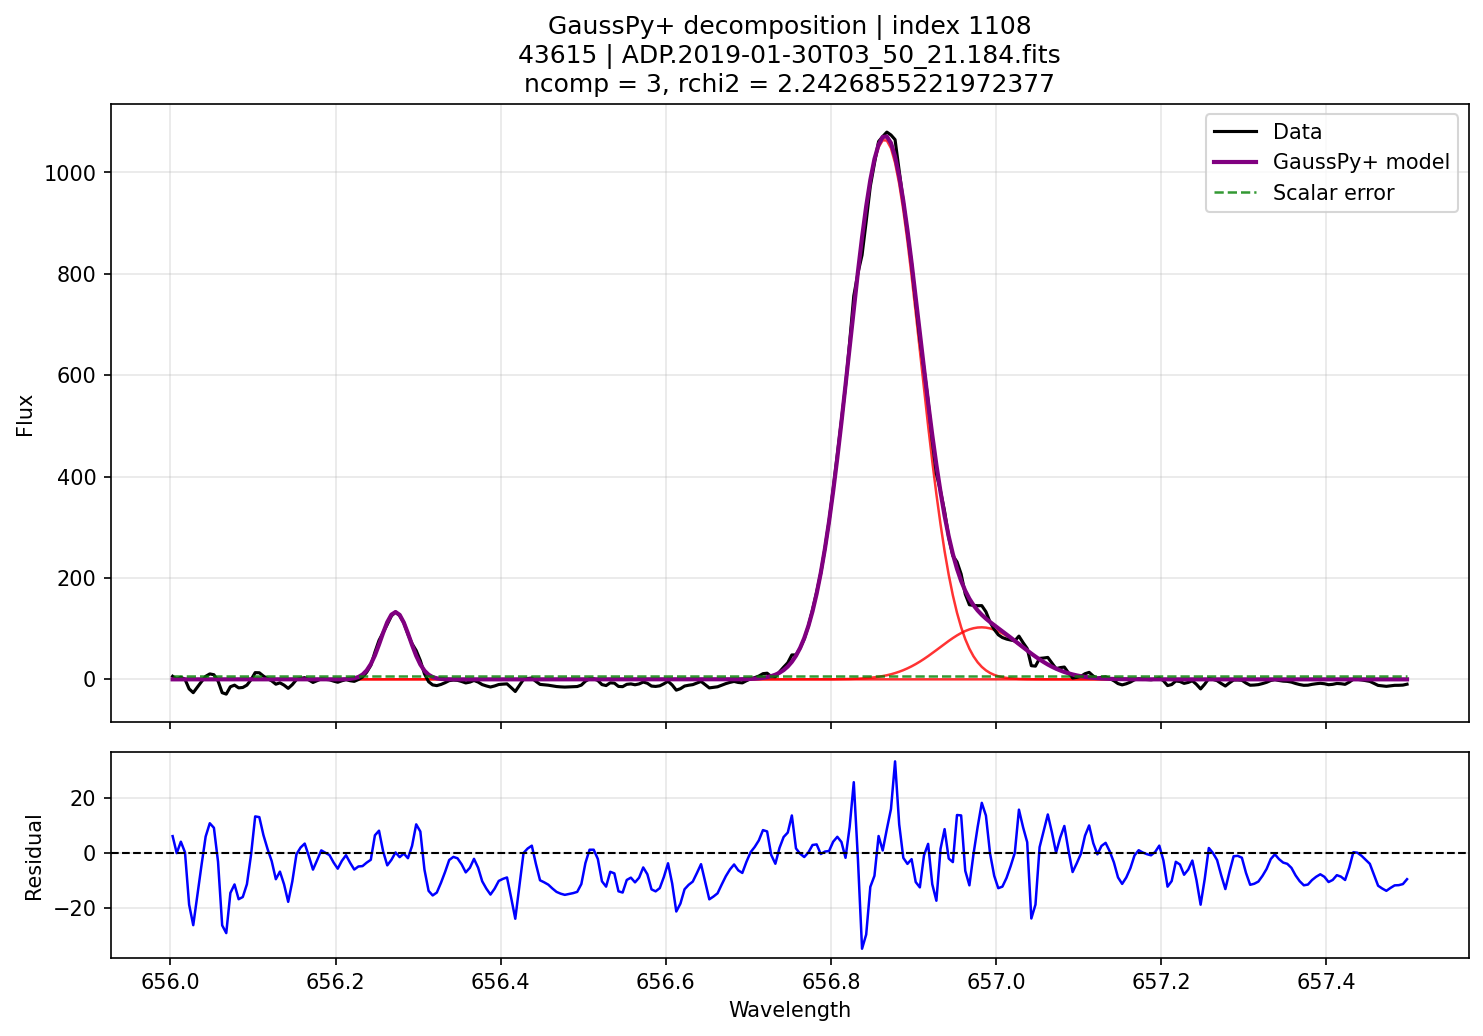 GaussPy+ decomposition | index 1108
43615 | ADP.2019-01-30T03_50_21.184.fits
ncomp = 3, rchi2 = 2.2426855221972377
Data
GaussPy+ model
Scalar error
Flux
1000
800
600
400
200
0
Residual
20
0
−20
656.0
656.2
656.4
656.6
656.8
657.0
657.2
657.4
Wavelength